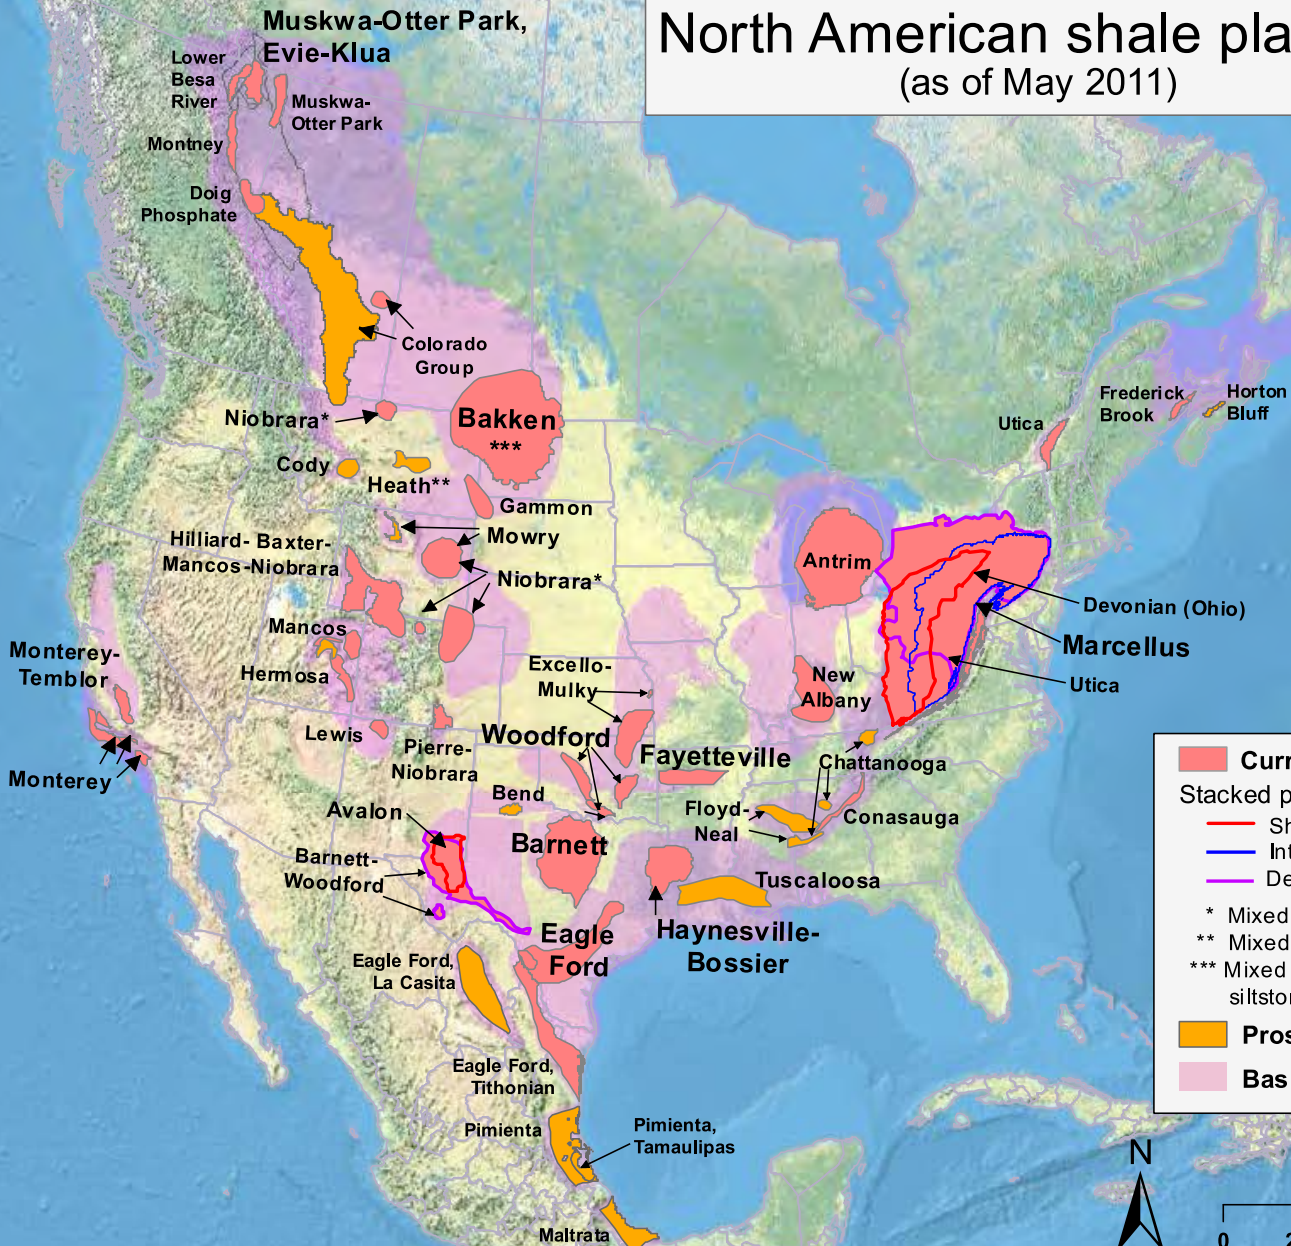 North American shale pla
(as of May 2011)
Muskwa-Otter Park,
Evie-Klua
Lower
Besa
River
Muskwa-
Otter Park
Montney
Doig
Phosphate
Colorado
Group
Niobrara*
Bakken
***
Cody
Heath**
Gammon
Mowry
Hilliard- Baxter-
Mancos-Niobrara
Niobrara*
Antrim
Utica
Frederick
Brook
Horton
Bluff
Devonian (Ohio)
Marcellus
Utica
Mancos
Monterey-
Temblor
Hermosa
Excello-
Mulky
New
Albany
Lewis
Pierre-
Niobrara
Woodford
Fayetteville
Chattanooga
Monterey
Bend
Avalon
Floyd-
Neal
Conasauga
Barnett
Barnett-
Woodford
Tuscaloosa
Eagle
Ford
Haynesville-
Bossier
Eagle Ford,
La Casita
Eagle Ford,
Tithonian
Pimienta
Pimienta,
Tamaulipas
Maltrata
Curr
Stacked p
Sh
Int
De
* Mixed
** Mixed
*** Mixed
siltsto
Pros
Bas
N
0